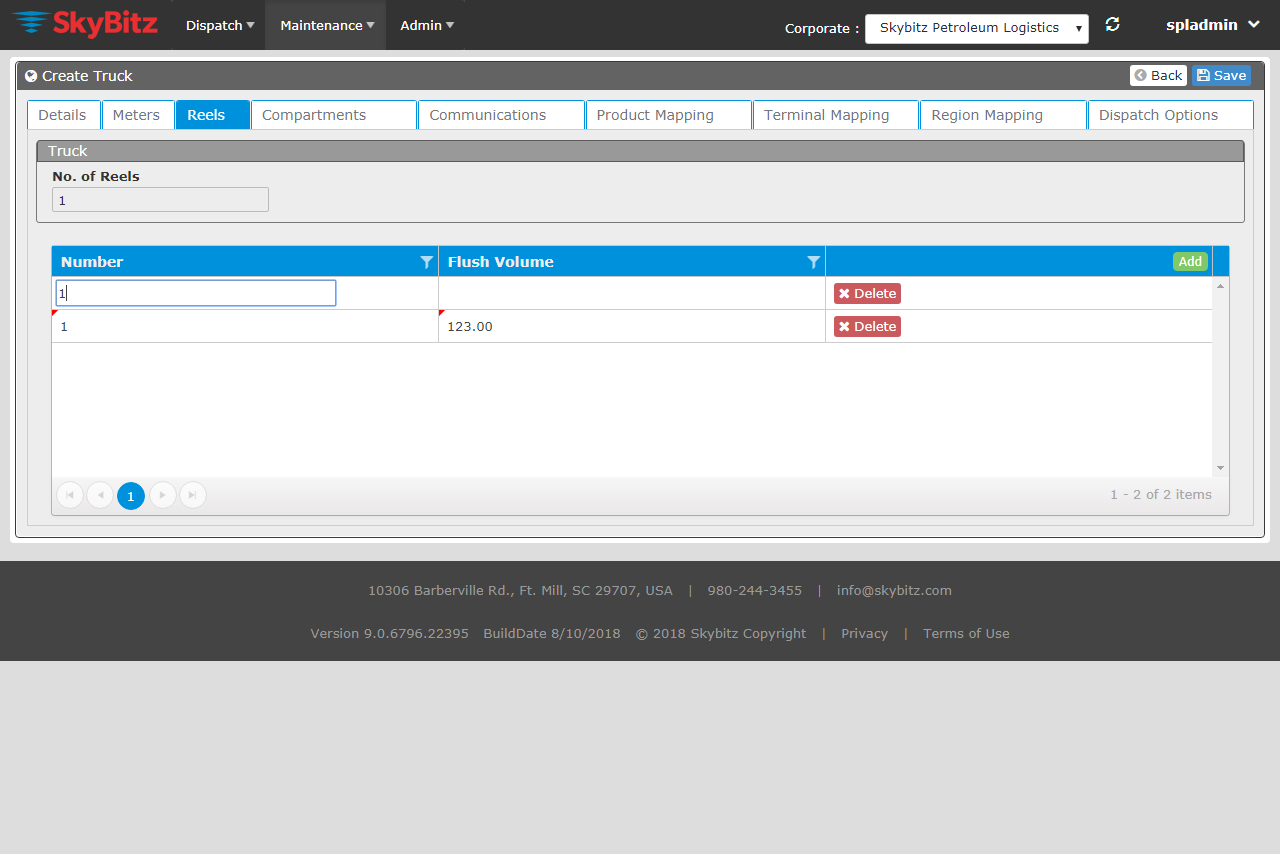 SkyBitz Dispatch Maintenance Admin Corporate : Skybitz Petroleum Logistics spladmin
Create Truck Back Save
Details Meters Reels Compartments Communications Product Mapping Terminal Mapping Region Mapping Dispatch Options
Truck
No. of Reels
1
Number Flush Volume Add
1 Delete
1 123.00 Delete
1 1 - 2 of 2 items
10306 Barberville Rd., Ft. Mill, SC 29707, USA | 980-244-3455 | info@skybitz.com
Version 9.0.6796.22395 BuildDate 8/10/2018 © 2018 Skybitz Copyright | Privacy | Terms of Use